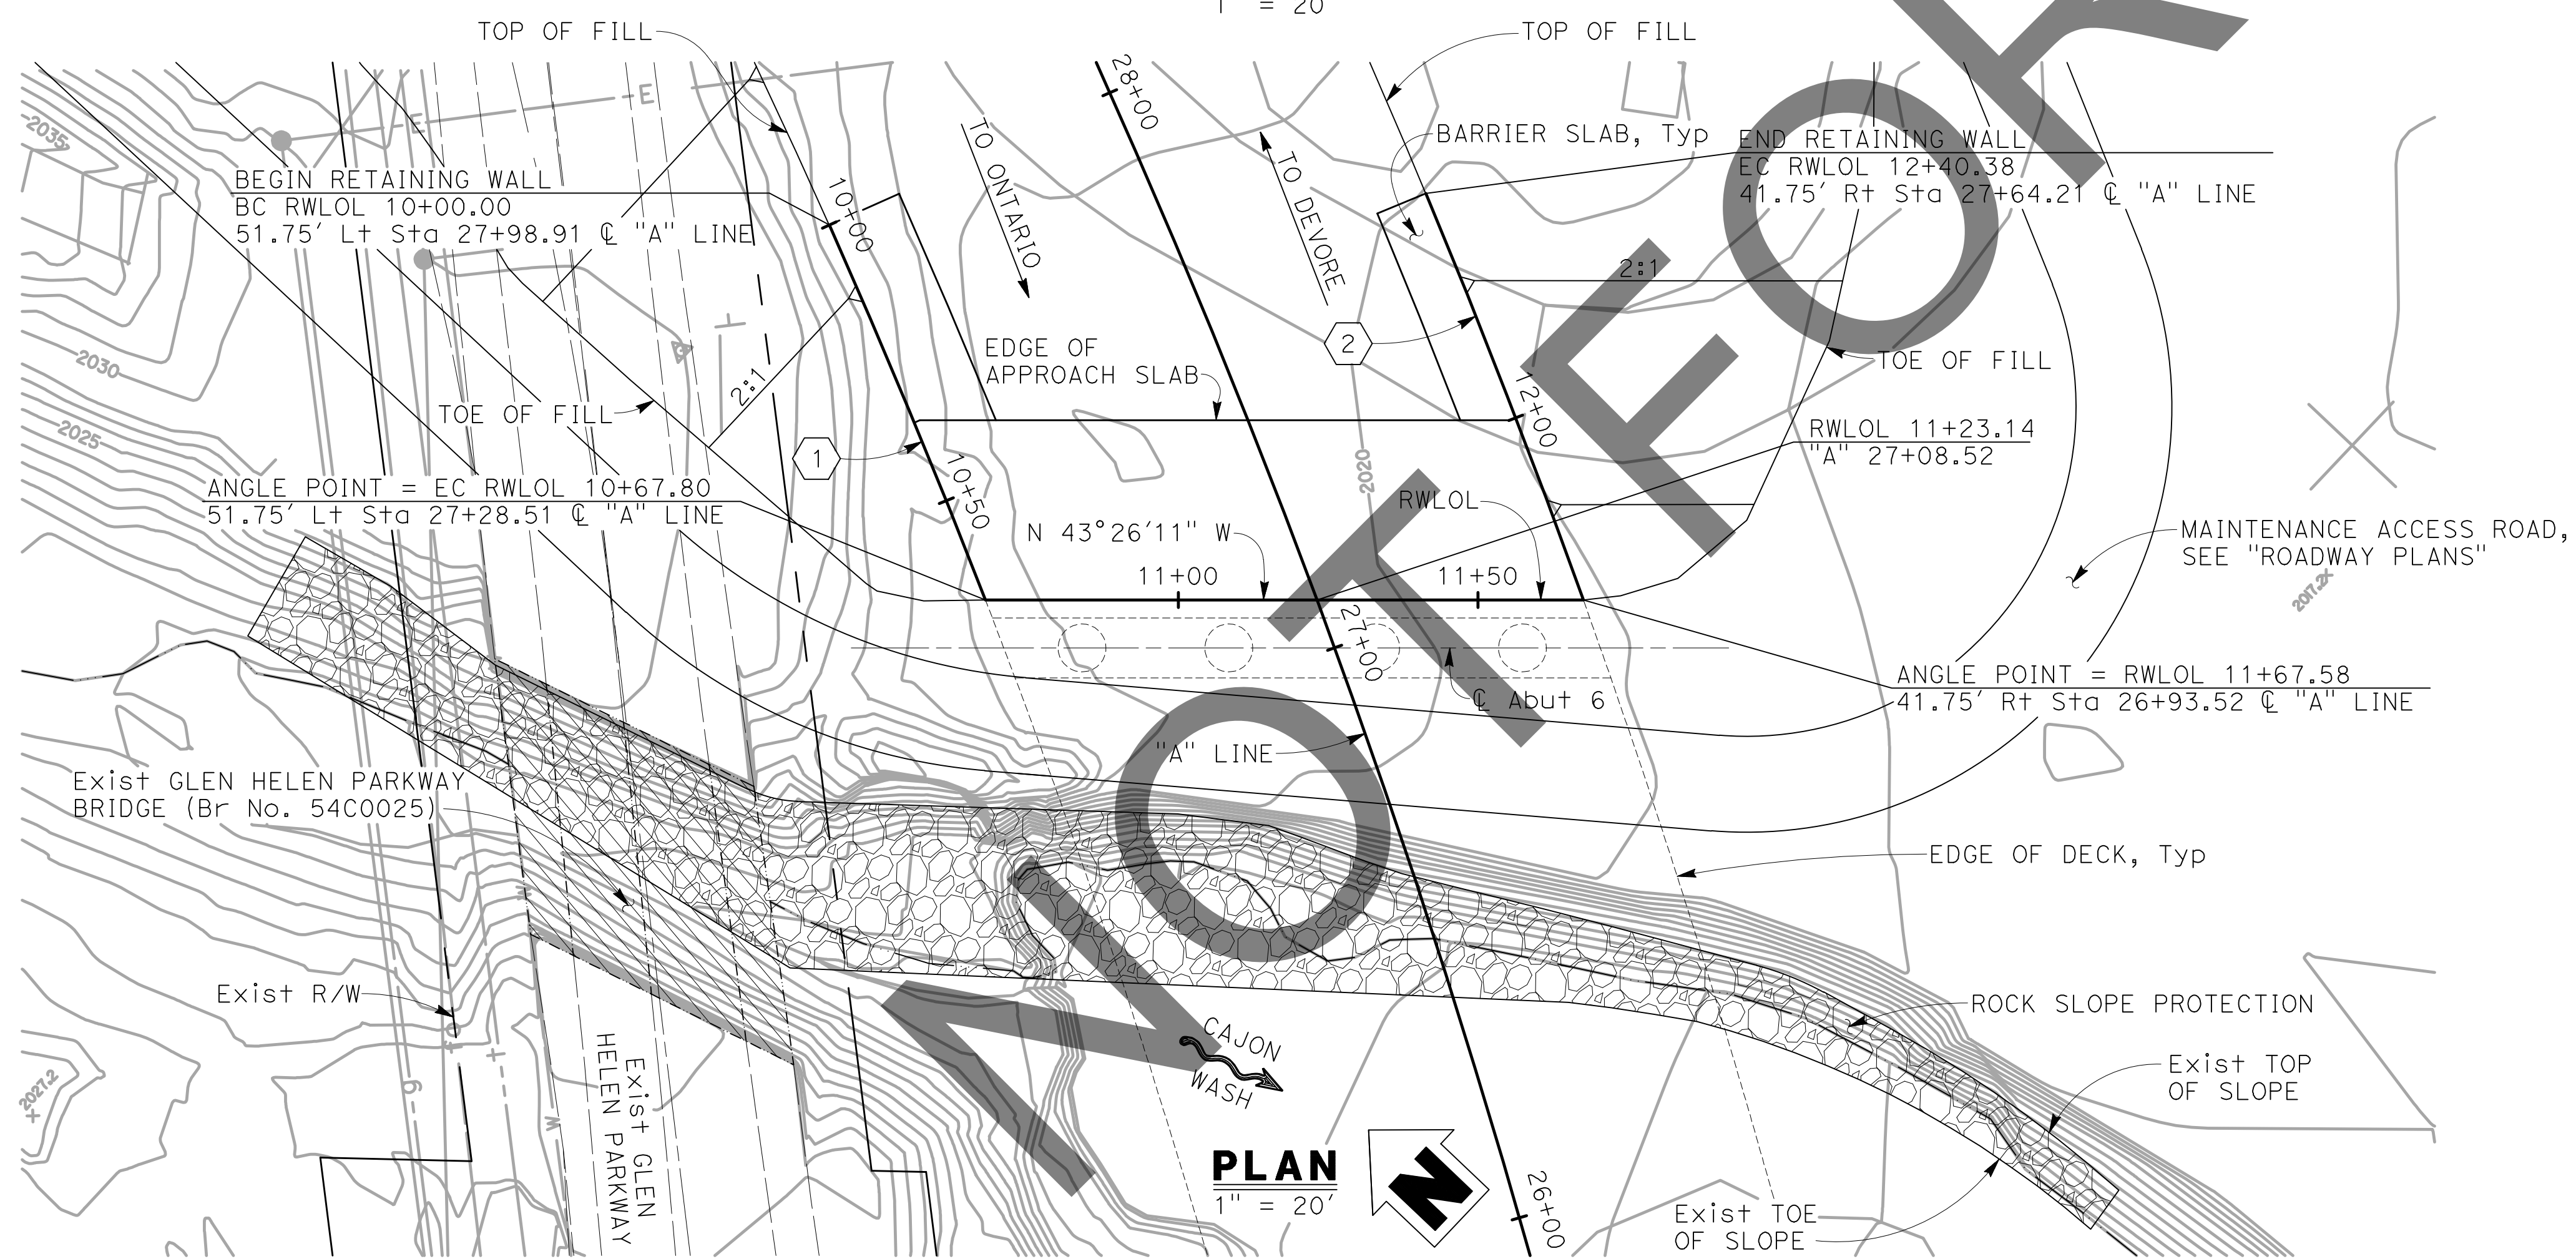 1" = 20'
TOP OF FILL
TOP OF FILL
28+00
E
E
2035
BARRIER SLAB, Typ
TO ONTARIO
TO DEVORE
END RETAINING WALL
EC RWLOL 12+40.38
41.75' Rt Sta 27+64.21 ℄ "A" LINE
BEGIN RETAINING WALL
BC RWLOL 10+00.00
51.75' Lt Sta 27+98.91 ℄ "A" LINE
10+00
2:1
2
EDGE OF
APPROACH SLAB
TOE OF FILL
2030
2:1
TOE OF FILL
2025
12+00
1
2020
RWLOL 11+23.14
"A" 27+08.52
ANGLE POINT = EC RWLOL 10+67.80
51.75' Lt Sta 27+28.51 ℄ "A" LINE
10+50
RWLOL
N 43°26'11" W
MAINTENANCE ACCESS ROAD,
SEE "ROADWAY PLANS"
11+00
11+50
2017.2X
27+00
ANGLE POINT = RWLOL 11+67.58
41.75' Rt Sta 26+93.52 ℄ "A" LINE
℄ Abut 6
"A" LINE
Exist GLEN HELEN PARKWAY
BRIDGE (Br No. 54C0025)
EDGE OF DECK, Typ
Exist R/W
ROCK SLOPE PROTECTION
CAJON
WASH
Exist GLEN
HELEN PARKWAY
Exist TOP
OF SLOPE
2027.2
X
g
fo
t
w
w
PLAN
1" = 20'
N
26+00
Exist TOE
OF SLOPE
NOT FOR